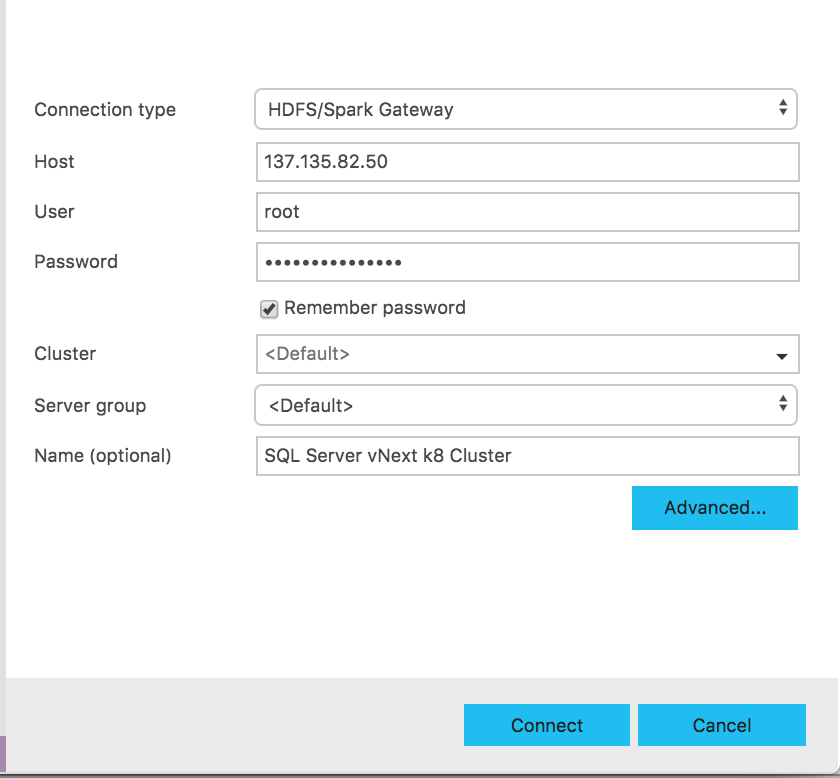 Connection type HDFS/Spark Gateway
Host 137.135.82.50
User root
Password •••••••••••••••
Remember password
Cluster <Default>
Server group <Default>
Name (optional) SQL Server vNext k8 Cluster
Advanced...
Connect Cancel